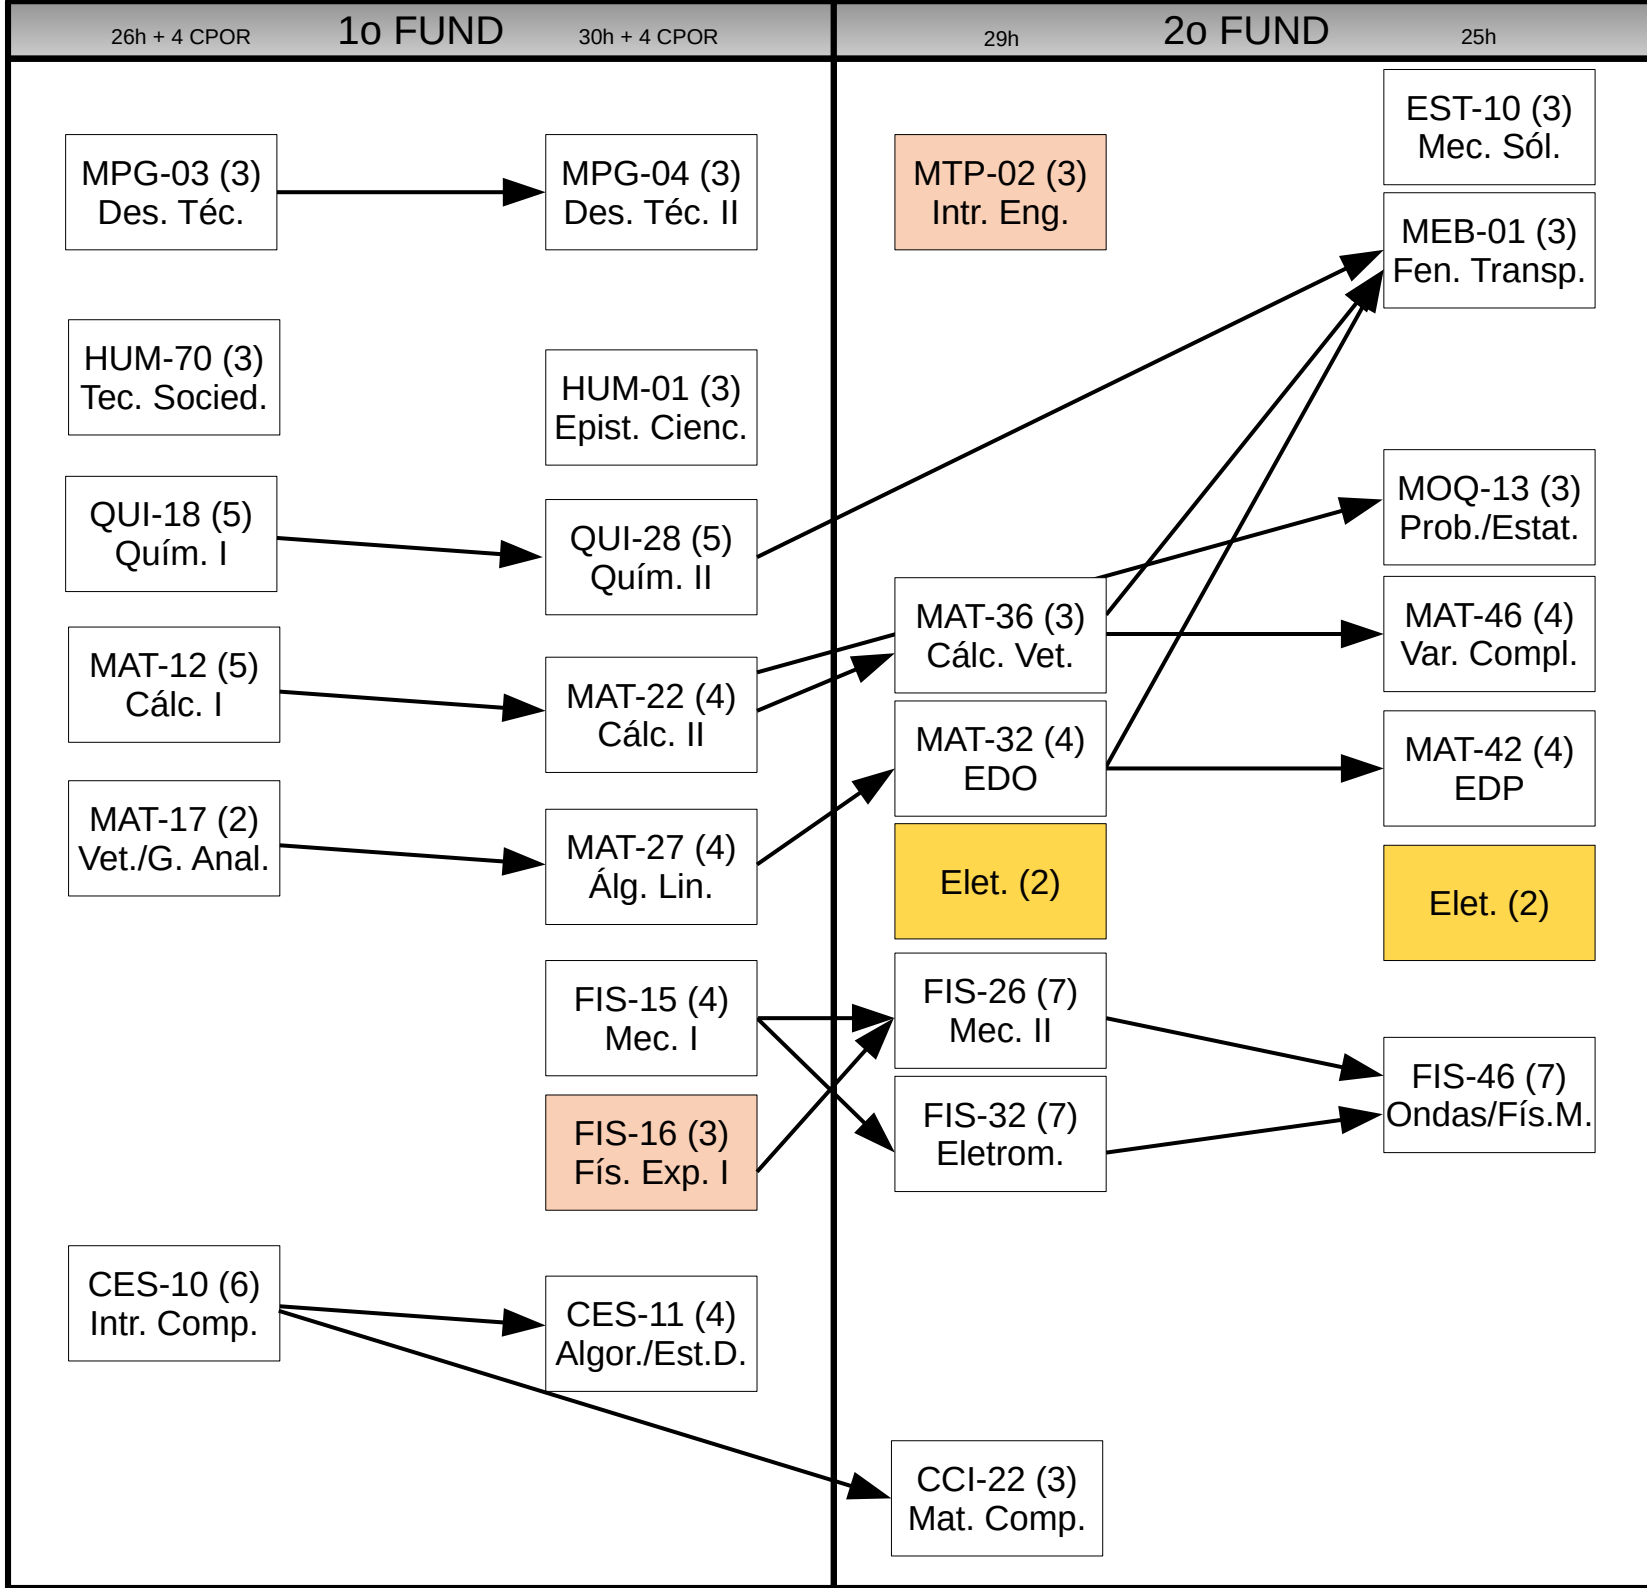 26h + 4 CPOR
1o FUND
30h + 4 CPOR
29h
2o FUND
25h
MPG-03 (3)
Des. Téc.
HUM-70 (3)
Tec. Socied.
QUI-18 (5)
Quím. I
MAT-12 (5)
Cálc. I
MAT-17 (2)
Vet./G. Anal.
CES-10 (6)
Intr. Comp.
MPG-04 (3)
Des. Téc. II
HUM-01 (3)
Epist. Cienc.
QUI-28 (5)
Quím. II
MAT-22 (4)
Cálc. II
MAT-27 (4)
Álg. Lin.
FIS-15 (4)
Mec. I
FIS-16 (3)
Fís. Exp. I
CES-11 (4)
Algor./Est.D.
MTP-02 (3)
Intr. Eng.
MAT-36 (3)
Cálc. Vet.
MAT-32 (4)
EDO
Elet. (2)
FIS-26 (7)
Mec. II
FIS-32 (7)
Eletrom.
CCI-22 (3)
Mat. Comp.
EST-10 (3)
Mec. Sól.
MEB-01 (3)
Fen. Transp.
MOQ-13 (3)
Prob./Estat.
MAT-46 (4)
Var. Compl.
MAT-42 (4)
EDP
Elet. (2)
FIS-46 (7)
Ondas/Fís.M.